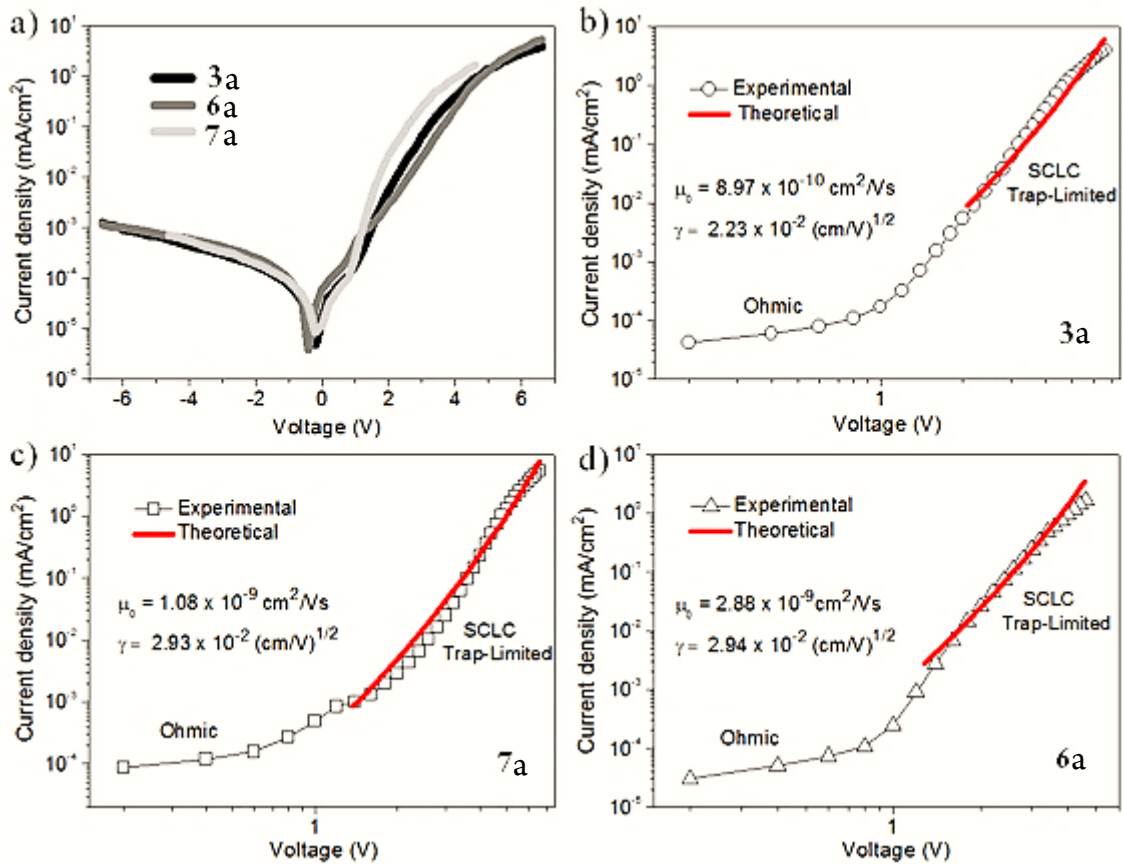 a)
3a
6a
7a
Current density (mA/cm²)
10¹
10⁰
10⁻¹
10⁻²
10⁻³
10⁻⁴
10⁻⁵
10⁻⁶
-6 -4 -2 0 2 4 6
Voltage (V)
b)
Experimental
Theoretical
μ₀ = 8.97 x 10⁻¹⁰ cm²/Vs
γ = 2.23 x 10⁻² (cm/V)¹/²
SCLC
Trap-Limited
Ohmic
3a
Current density (mA/cm²)
10¹
10⁰
10⁻¹
10⁻²
10⁻³
10⁻⁴
10⁻⁵
10⁻⁶
1
Voltage (V)
c)
Experimental
Theoretical
μ₀ = 1.08 x 10⁻⁹ cm²/Vs
γ = 2.93 x 10⁻² (cm/V)¹/²
SCLC
Trap-Limited
Ohmic
7a
Current density (mA/cm²)
10¹
10⁰
10⁻¹
10⁻²
10⁻³
10⁻⁴
1
Voltage (V)
d)
Experimental
Theoretical
μ₀ = 2.88 x 10⁻⁹cm²/Vs
γ = 2.94 x 10⁻² (cm/V)¹/²
SCLC
Trap-Limited
Ohmic
6a
Current density (mA/cm²)
10¹
10⁰
10⁻¹
10⁻²
10⁻³
10⁻⁴
10⁻⁵
1
Voltage (V)